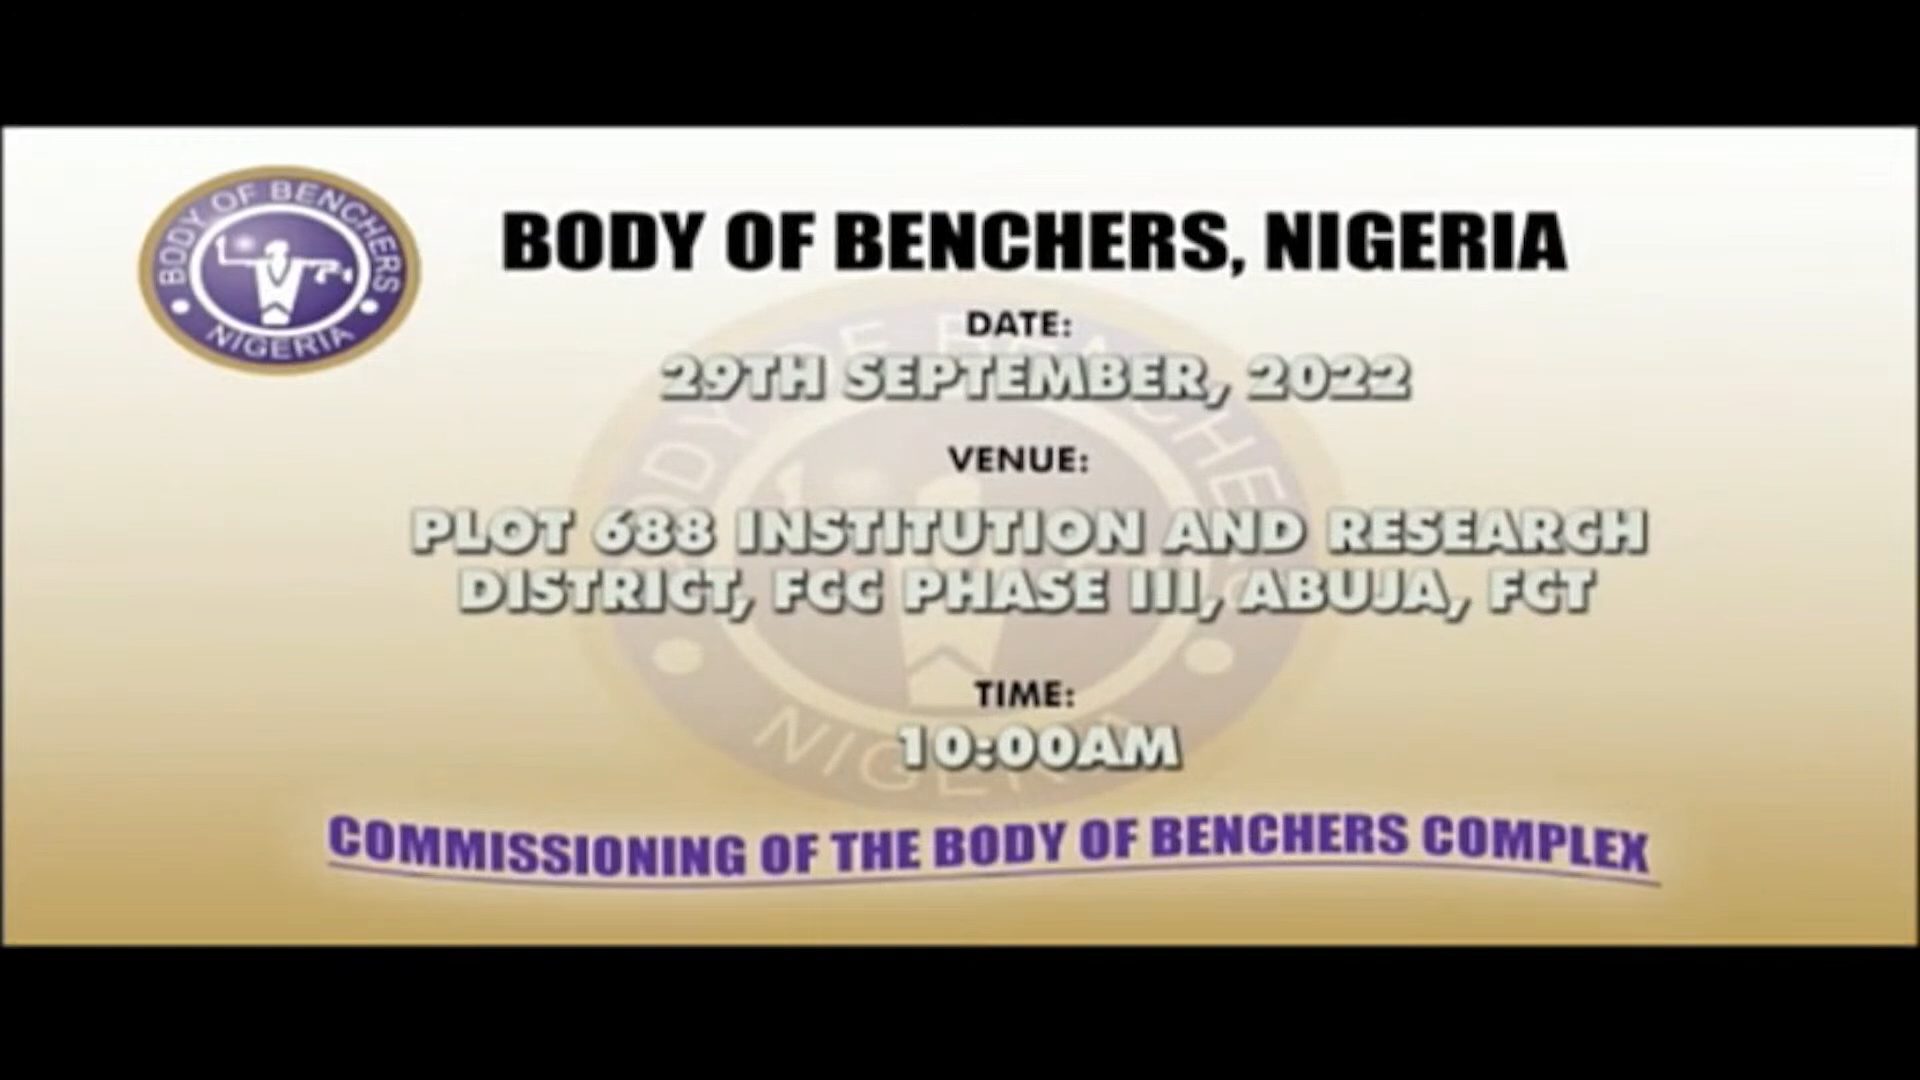 BODY OF BENCHERS
NIGERIA
BODY OF BENCHERS, NIGERIA
DATE:
29TH SEPTEMBER, 2022
VENUE:
PLOT 688 INSTITUTION AND RESEARCH
DISTRICT, FCC PHASE III, ABUJA, FCT
TIME:
10:00AM
COMMISSIONING OF THE BODY OF BENCHERS COMPLEX